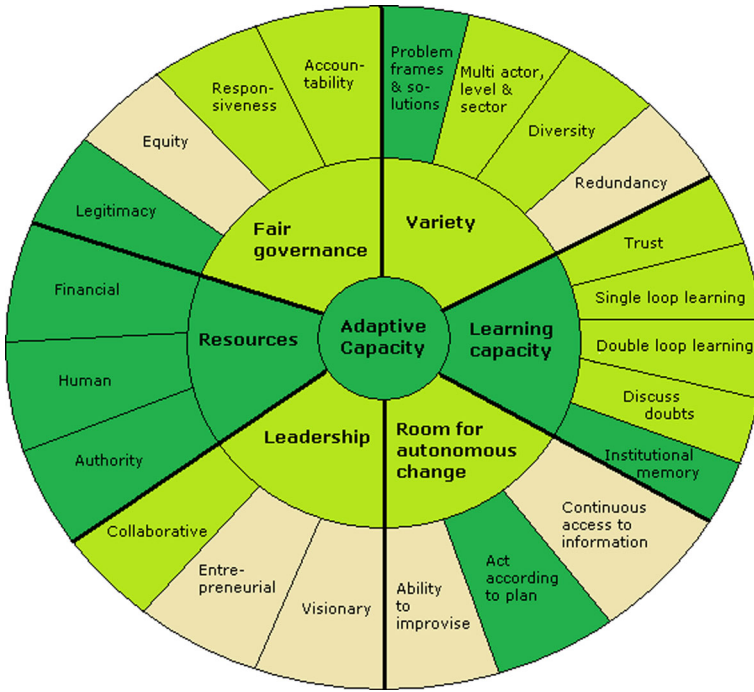 Accoun-
tability
Problem
frames
& so-
lutions
Multi actor,
level &
sector
Respon-
siveness
Diversity
Equity
Redundancy
Legitimacy
Fair
governance
Variety
Trust
Financial
Single loop learning
Resources
Adaptive
Capacity
Learning
capacity
Double loop learning
Human
Discuss
doubts
Leadership
Room for
autonomous
change
Authority
Institutional
memory
Collaborative
Continuous
access to
information
Entre-
preneurial
Visionary
Ability
to
improvise
Act
according
to plan